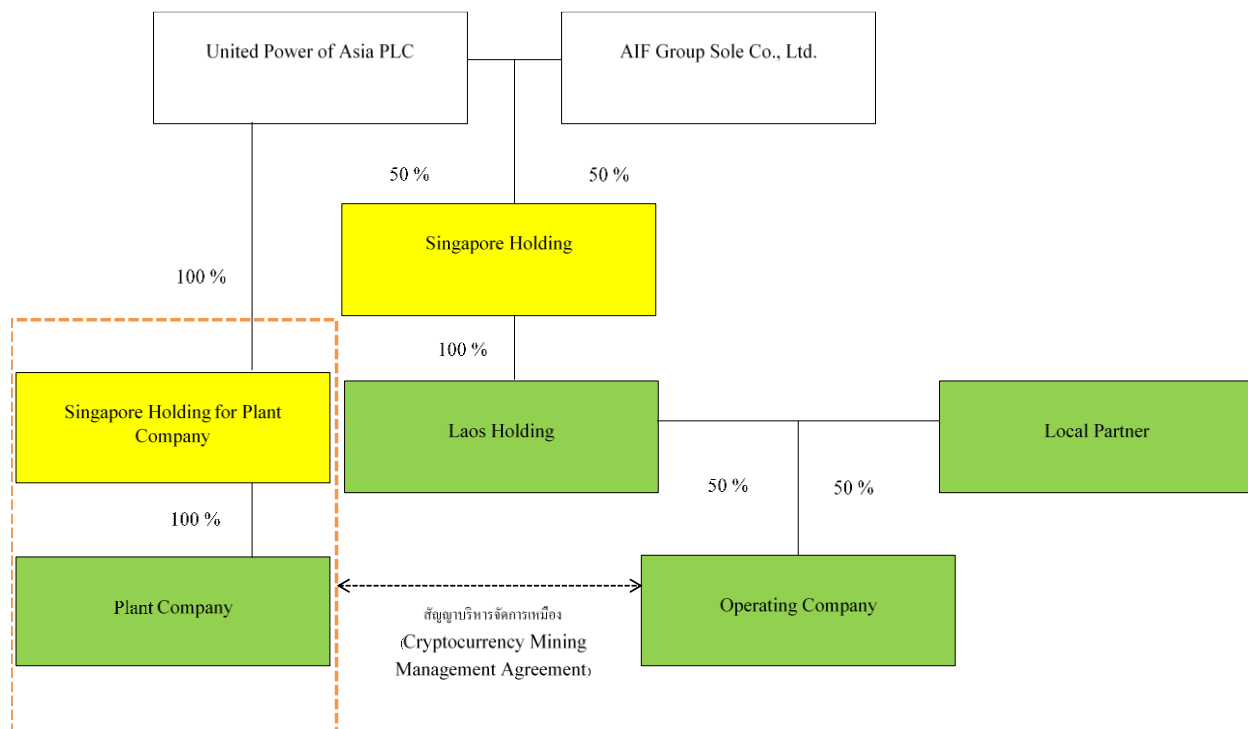 United Power of Asia PLC
AIF Group Sole Co., Ltd.
50 %
50 %
Singapore Holding
100 %
100 %
Singapore Holding for Plant
Company
Laos Holding
Local Partner
50 %
50 %
100 %
Plant Company
Operating Company
สัญญาบริหารจัดการเหมือง
(Cryptocurrency Mining
Management Agreement)